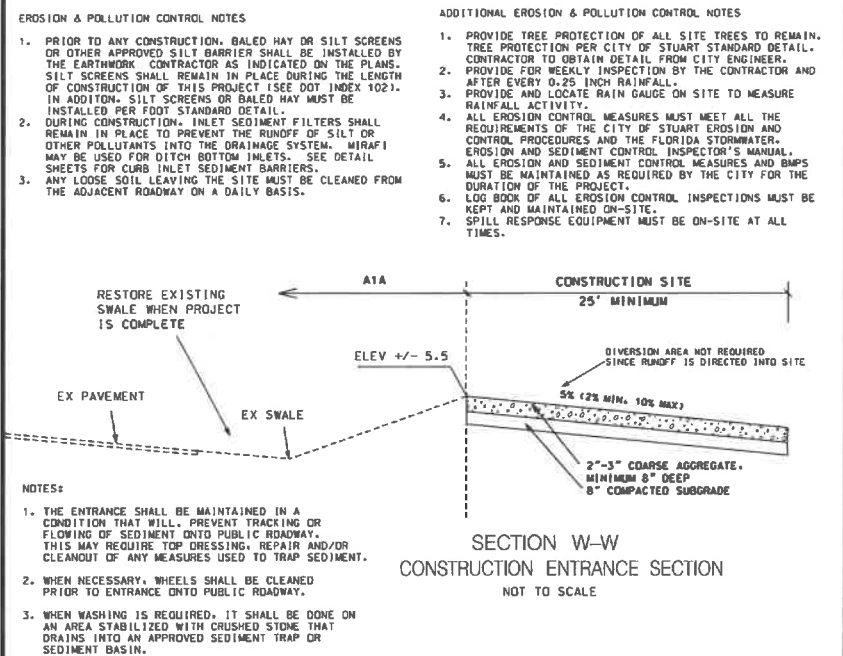 EROSION & POLLUTION CONTROL NOTES
1. PRIOR TO ANY CONSTRUCTION, BALED HAY OR SILT SCREENS
OR OTHER APPROVED SILT BARRIER SHALL BE INSTALLED BY
THE EARTHWORK CONTRACTOR AS INDICATED ON THE PLANS.
SILT SCREENS SHALL REMAIN IN PLACE DURING THE LENGTH
OF CONSTRUCTION OF THIS PROJECT (SEE DOT INDEX 102).
IN ADDITON, SILT SCREENS OR BALED HAY MUST BE
INSTALLED PER FDOT STANDARD DETAIL.
2. DURING CONSTRUCTION, INLET SEDIMENT FILTERS SHALL
REMAIN IN PLACE TO PREVENT THE RUNOFF OF SILT OR
OTHER POLLUTANTS INTO THE DRAINAGE SYSTEM. MIRAFI
MAY BE USED FOR DITCH BOTTOM INLETS. SEE DETAIL
SHEETS FOR CURB INLET SEDIMENT BARRIERS.
3. ANY LOOSE SOIL LEAVING THE SITE MUST BE CLEANED FROM
THE ADJACENT ROADWAY ON A DAILY BASIS.
ADDITIONAL EROSION & POLLUTION CONTROL NOTES
1. PROVIDE TREE PROTECTION OF ALL SITE TREES TO REMAIN.
TREE PROTECTION PER CITY OF STUART STANDARD DETAIL.
CONTRACTOR TO OBTAIN DETAIL FROM CITY ENGINEER.
2. PROVIDE FOR WEEKLY INSPECTION BY THE CONTRACTOR AND
AFTER EVERY 0.25 INCH RAINFALL.
3. PROVIDE AND LOCATE RAIN GAUGE ON SITE TO MEASURE
RAINFALL ACTIVITY.
4. ALL EROSION CONTROL MEASURES MUST MEET ALL THE
REQUIREMENTS OF THE CITY OF STUART EROSION AND
CONTROL PROCEDURES AND THE FLORIDA STORMWATER,
EROSION AND SEDIMENT CONTROL INSPECTOR'S MANUAL.
5. ALL EROSION AND SEDIMENT CONTROL MEASURES AND BMPS
MUST BE MAINTAINED AS REQUIRED BY THE CITY FOR THE
DURATION OF THE PROJECT.
6. LOG BOOK OF ALL EROSION CONTROL INSPECTIONS MUST BE
KEPT AND MAINTAINED ON-SITE.
7. SPILL RESPONSE EQUIPMENT MUST BE ON-SITE AT ALL
TIMES.
A1A
CONSTRUCTION SITE
25' MINIMUM
RESTORE EXISTING
SWALE WHEN PROJECT
IS COMPLETE
ELEV +/- 5.5
DIVERSION AREA NOT REQUIRED
SINCE RUNOFF IS DIRECTED INTO SITE
5% (2% MIN. 10% MAX)
EX PAVEMENT
EX SWALE
2"-3" COARSE AGGREGATE.
MINIMUM 8" DEEP
8" COMPACTED SUBGRADE
NOTES:
1. THE ENTRANCE SHALL BE MAINTAINED IN A
CONDITION THAT WILL. PREVENT TRACKING OR
FLOWING OF SEDIMENT ONTO PUBLIC ROADWAY.
THIS MAY REQUIRE TOP DRESSING, REPAIR AND/OR
CLEANOUT OF ANY MEASURES USED TO TRAP SEDIMENT.
2. WHEN NECESSARY, WHEELS SHALL BE CLEANED
PRIOR TO ENTRANCE ONTO PUBLIC ROADWAY.
3. WHEN WASHING IS REQUIRED, IT SHALL BE DONE ON
AN AREA STABILIZED WITH CRUSHED STONE THAT
DRAINS INTO AN APPROVED SEDIMENT TRAP OR
SEDIMENT BASIN.
SECTION W-W
CONSTRUCTION ENTRANCE SECTION
NOT TO SCALE